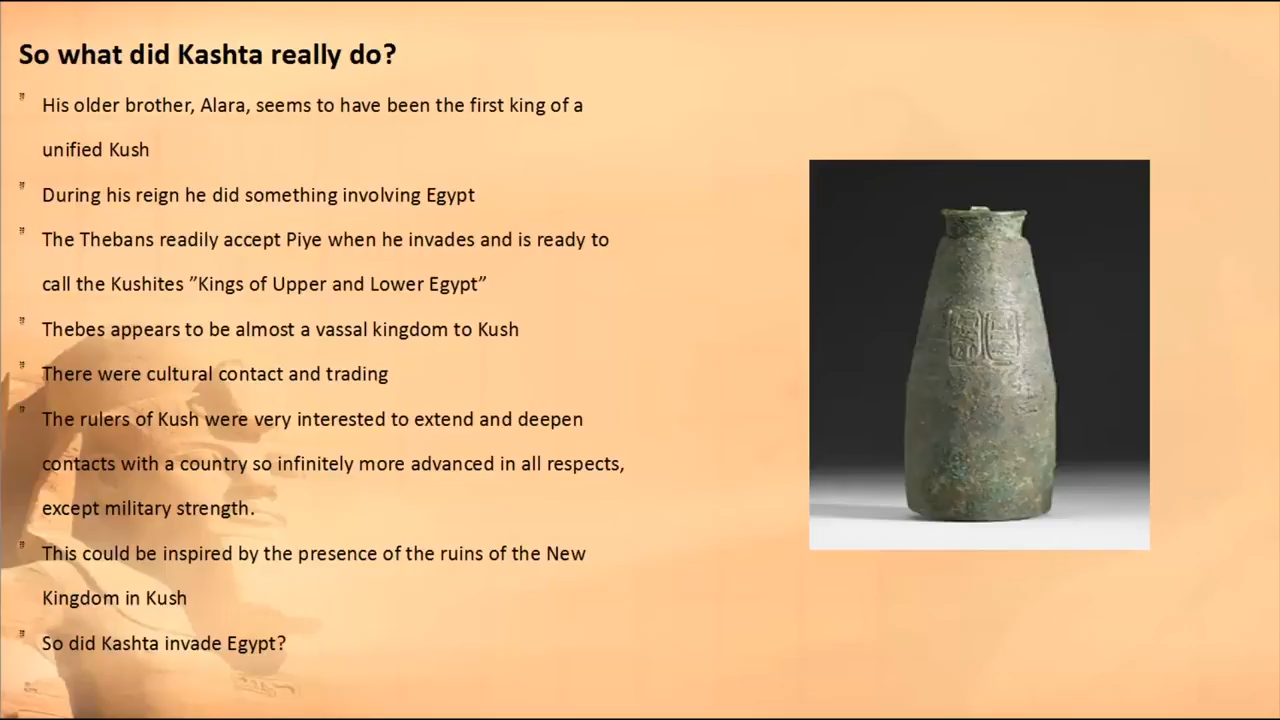 So what did Kashta really do?
His older brother, Alara, seems to have been the first king of a
unified Kush
During his reign he did something involving Egypt
The Thebans readily accept Piye when he invades and is ready to
call the Kushites ”Kings of Upper and Lower Egypt”
Thebes appears to be almost a vassal kingdom to Kush
There were cultural contact and trading
The rulers of Kush were very interested to extend and deepen
contacts with a country so infinitely more advanced in all respects,
except military strength.
This could be inspired by the presence of the ruins of the New
Kingdom in Kush
So did Kashta invade Egypt?